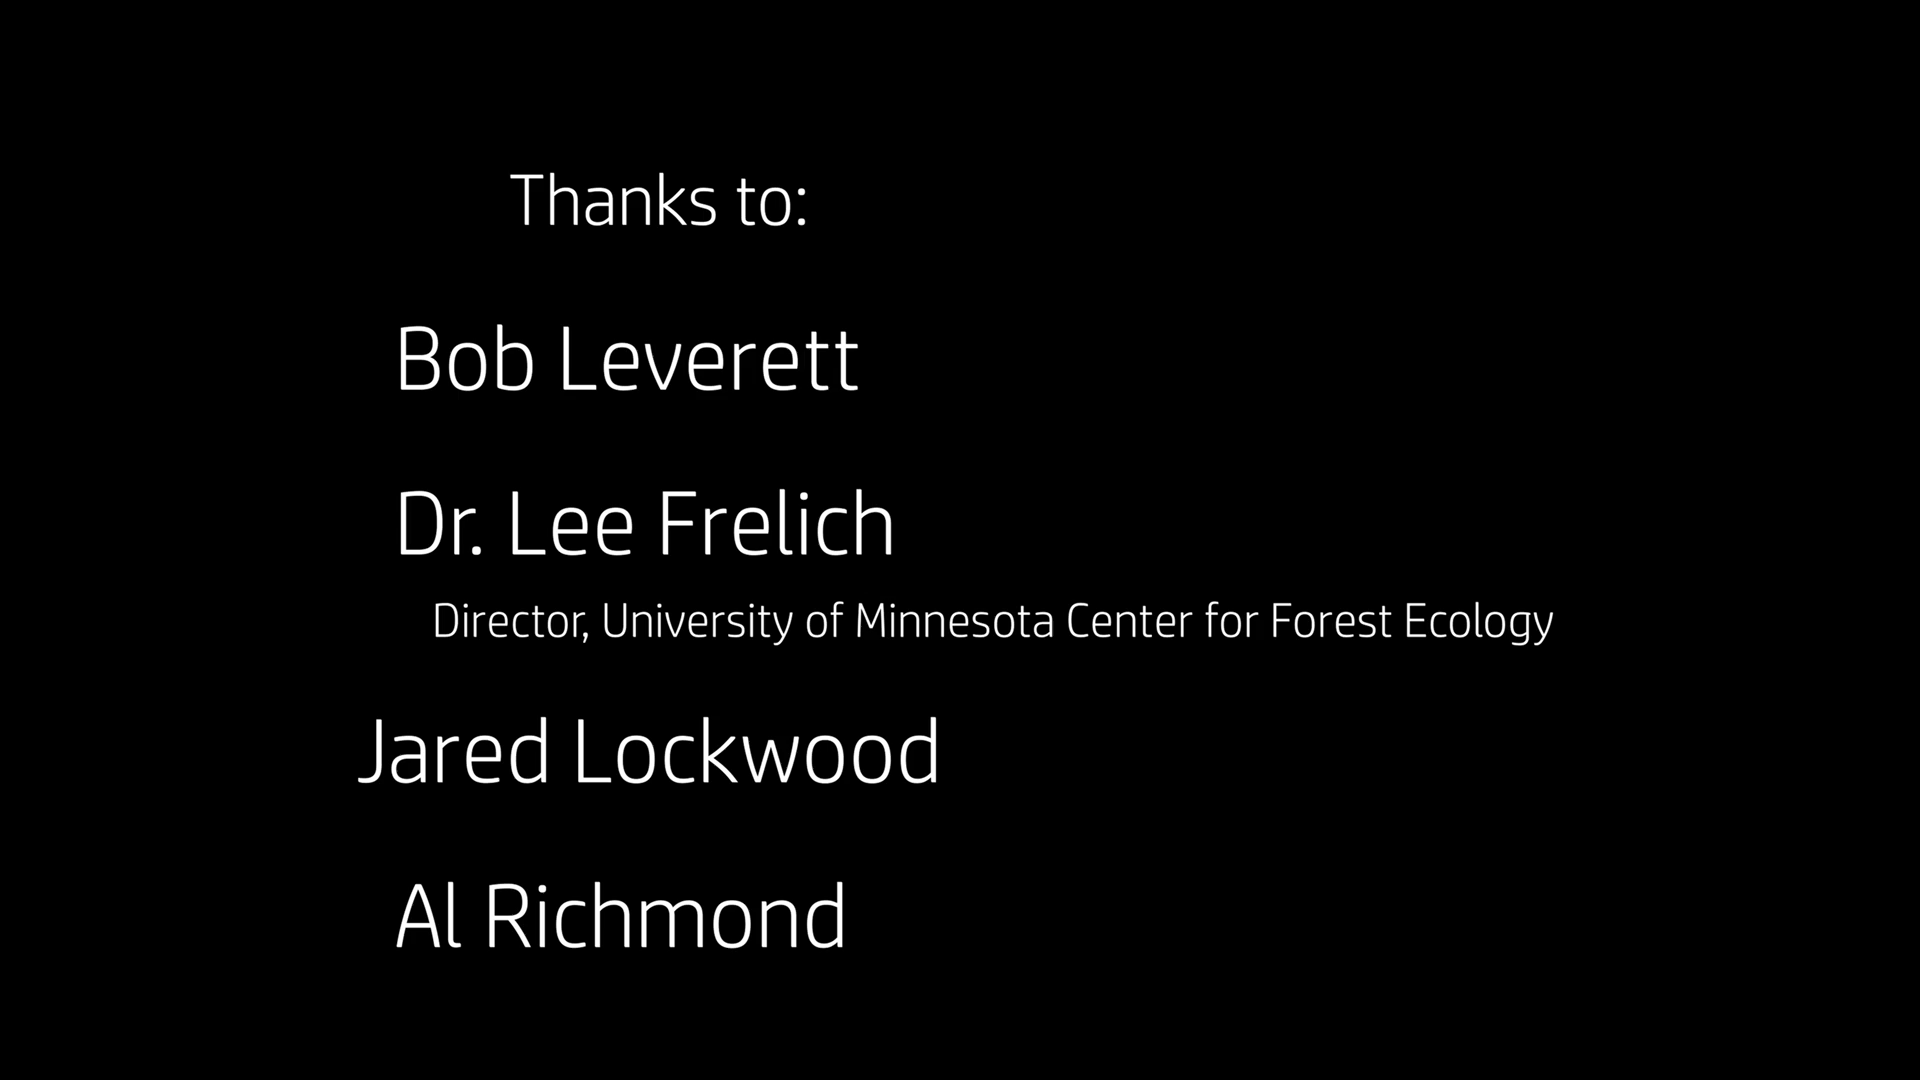 Thanks to:
Bob Leverett
Dr. Lee Frelich
Director, University of Minnesota Center for Forest Ecology
Jared Lockwood
Al Richmond